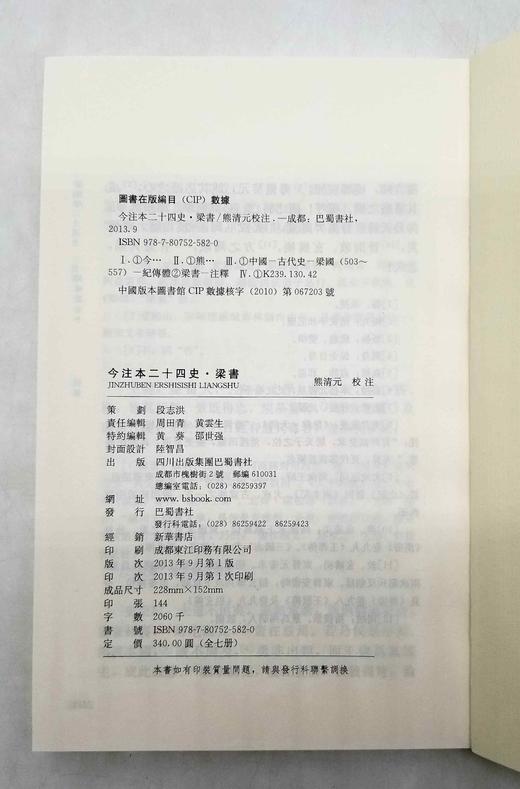 圖書在版編目（CIP）數據
今注本二十四史·梁書/熊清元校注.—成都：巴蜀書社，
2013.9
ISBN 978-7-80752-582-0
Ⅰ.①今… Ⅱ.①熊… Ⅲ.①中國—古代史—梁國（503～
557）—紀傳體②梁書—注釋 Ⅳ.①K239.130.42
中國版本圖書館CIP數據核字（2010）第067203號
今注本二十四史·梁書
JINZHUBEN ERSHISISHI LIANGSHU
熊清元 校注
策 劃 段志洪
責任編輯 周田青 黃雲生
特約編輯 黃葵 邵世强
封面設計 陸智昌
出 版 四川出版集團巴蜀書社
成都市槐樹街2號 郵編610031
總編室電話：（028）86259397
網 址 www.bsbook.com
發 行 巴蜀書社
發行科電話：（028）86259422 86259423
經 銷 新華書店
印 刷 成都東江印務有限公司
版 次 2013年9月第1版
印 次 2013年9月第1次印刷
成品尺寸 228mm×152mm
印 張 144
字 數 2060千
書 號 ISBN 978-7-80752-582-0
定 價 340.00圓（全七册）
本書如有印裝質量問題，請與發行科聯繫調换